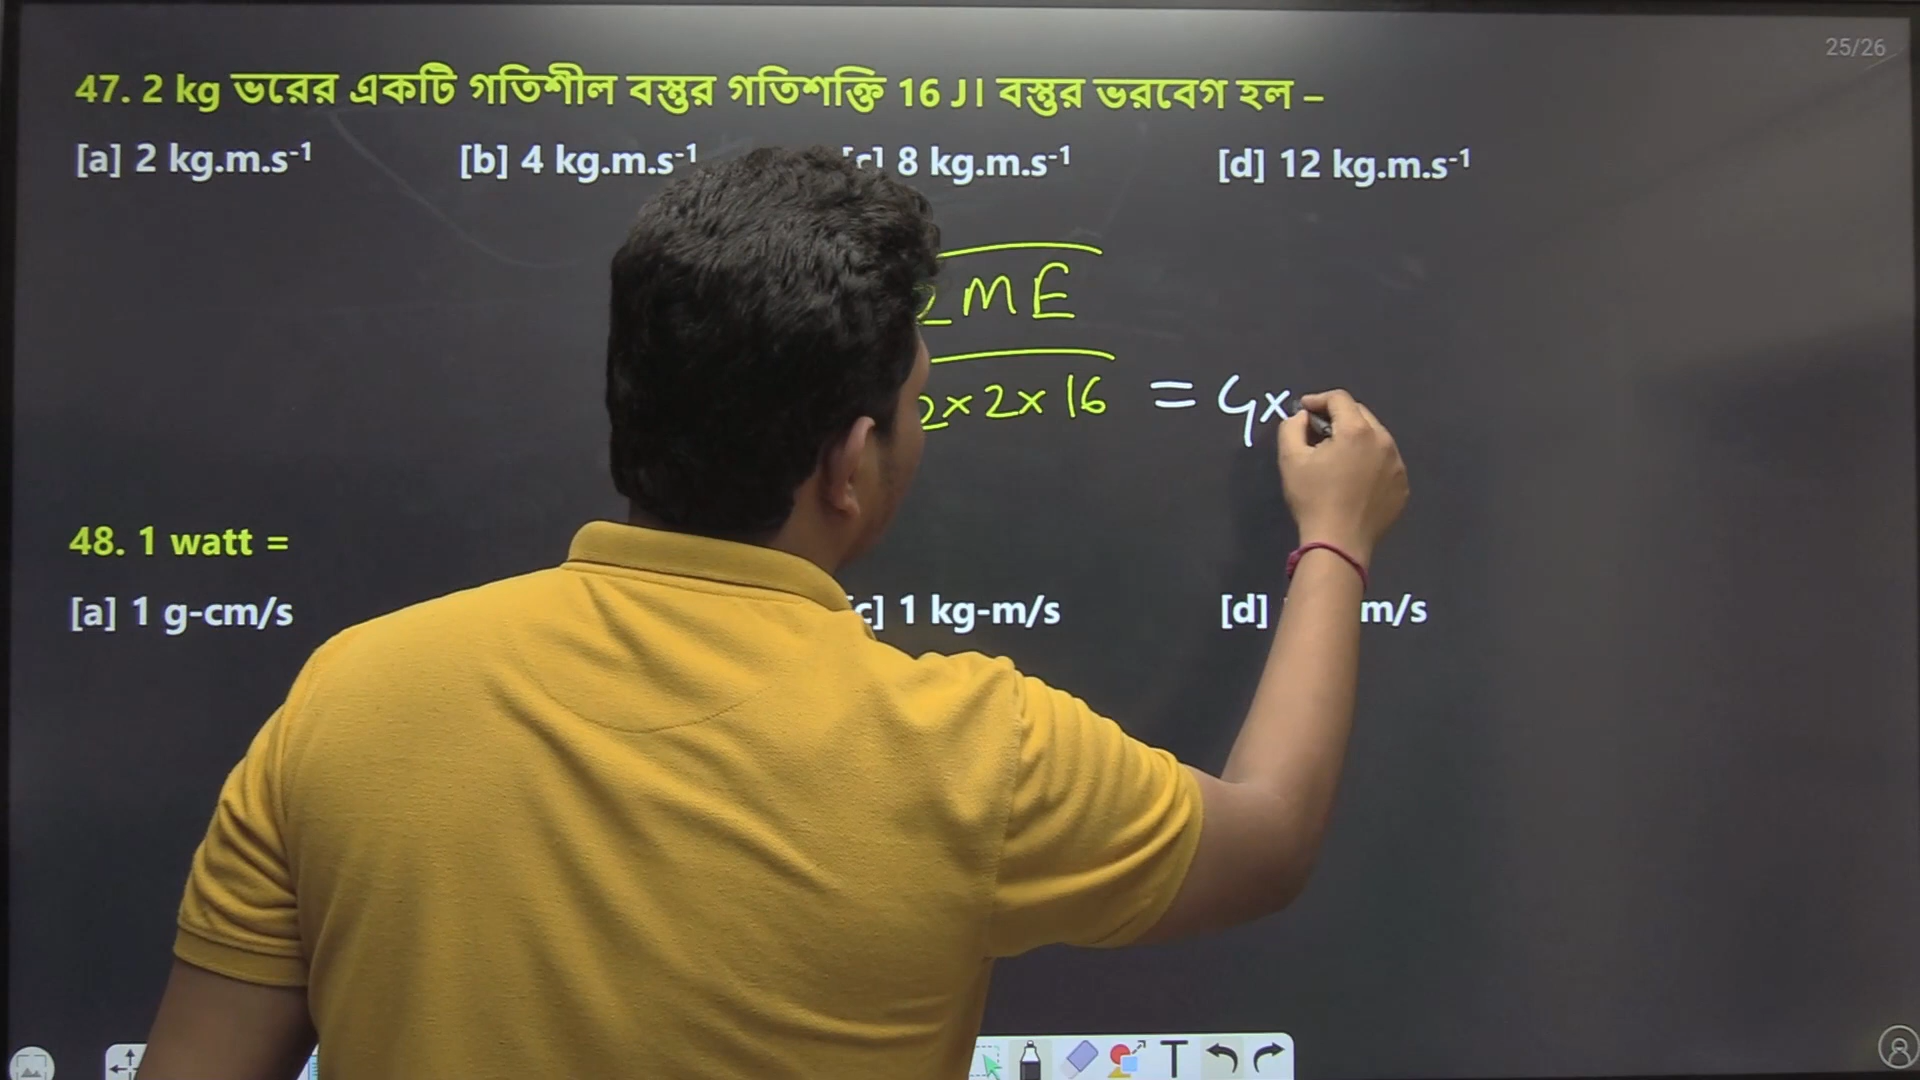 25/26
47. 2 kg ভরের একটি গতিশীল বস্তুর গতিশক্তি 16 J। বস্তুর ভরবেগ হল –
[a] 2 kg.m.s⁻¹ [b] 4 kg.m.s⁻¹ [c] 8 kg.m.s⁻¹ [d] 12 kg.m.s⁻¹
2ME
2×2×16 = 4×
48. 1 watt =
[a] 1 g-cm/s [c] 1 kg-m/s [d] m/s
T